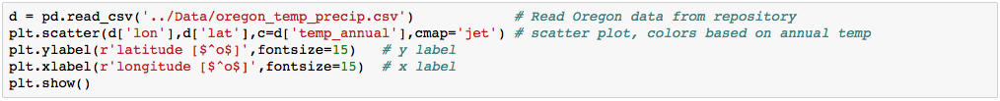 d = pd.read_csv('../Data/oregon_temp_precip.csv')            # Read Oregon data from repository
plt.scatter(d['lon'],d['lat'],c=d['temp_annual'],cmap='jet') # scatter plot, colors based on annual temp
plt.ylabel(r'latitude [$^o$]',fontsize=15)   # y label
plt.xlabel(r'longitude [$^o$]',fontsize=15)  # x label
plt.show()